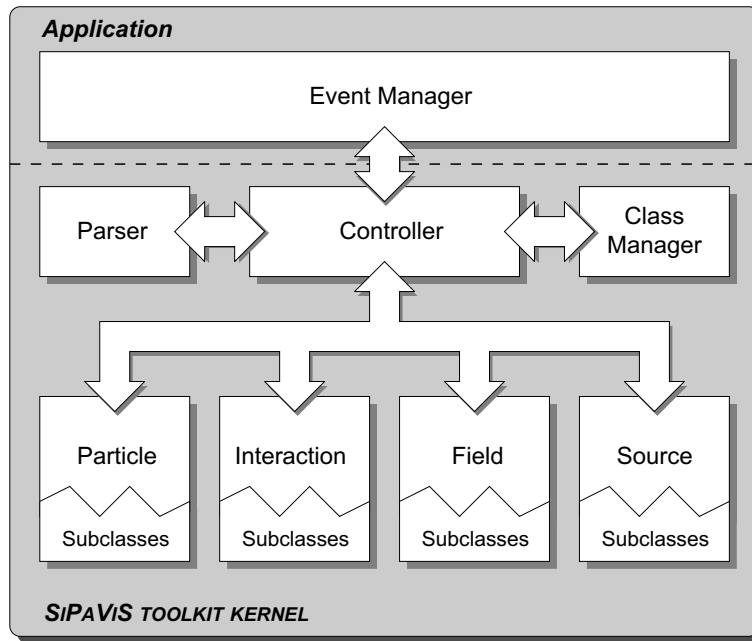 Application
Event Manager
Parser
Controller
Class
Manager
Particle
Interaction
Field
Source
Subclasses
Subclasses
Subclasses
Subclasses
SIPAVIS TOOLKIT KERNEL